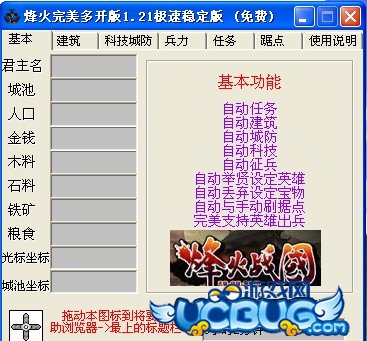 烽火完美多开版1.21极速稳定版 (免费)
基本 建筑 科技城防 兵力 任务 踞点 使用说明
君主名
城池
人口
金钱
木料
石料
铁矿
粮食
光标坐标
城池坐标
基本功能
自动任务
自动建筑
自动城防
自动科技
自动征兵
自动举贤设定英雄
自动丢弃设定宝物
自动与手动刷据点
完美支持英雄出兵
烽火战國
拖动本图标到将要
助浏览器->最上的标题栏
UCBUG.com